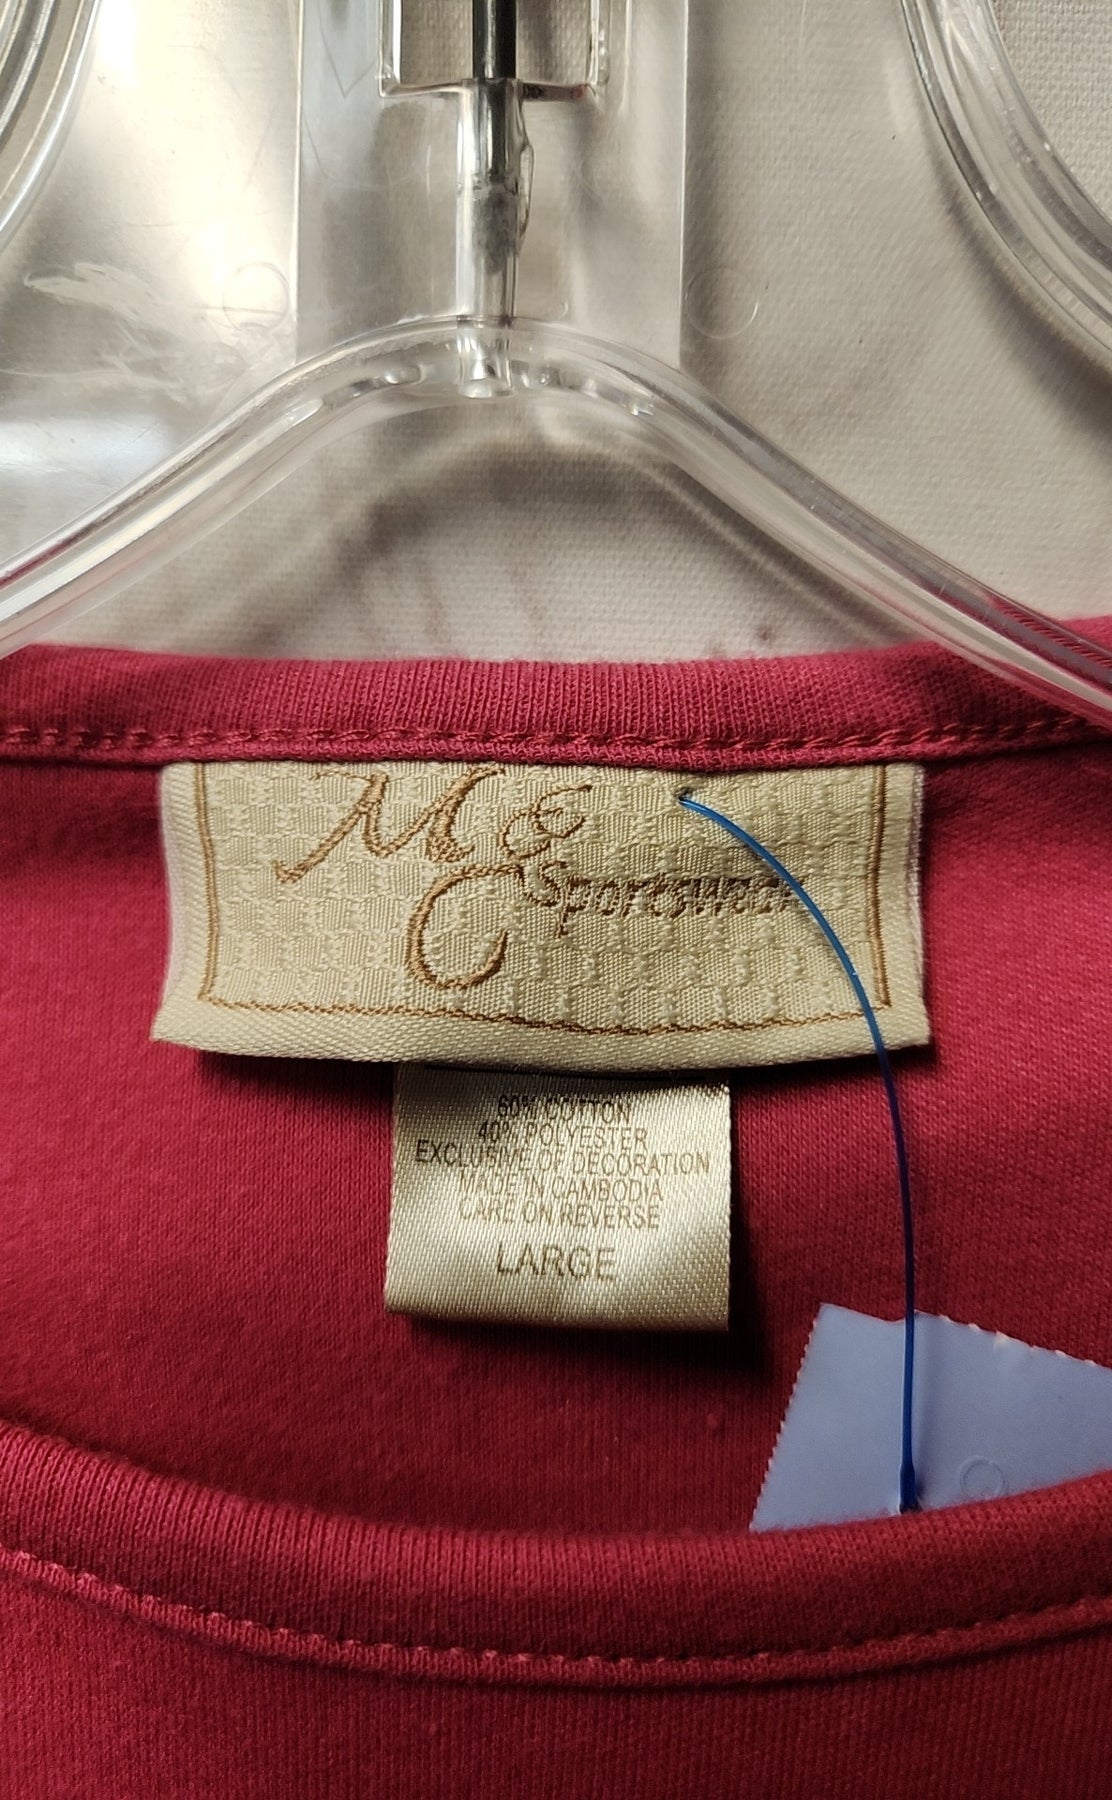 M & C
Sportswear
60% COTTON
40% POLYESTER
EXCLUSIVE OF DECORATION
MADE IN CAMBODIA
CARE ON REVERSE
LARGE